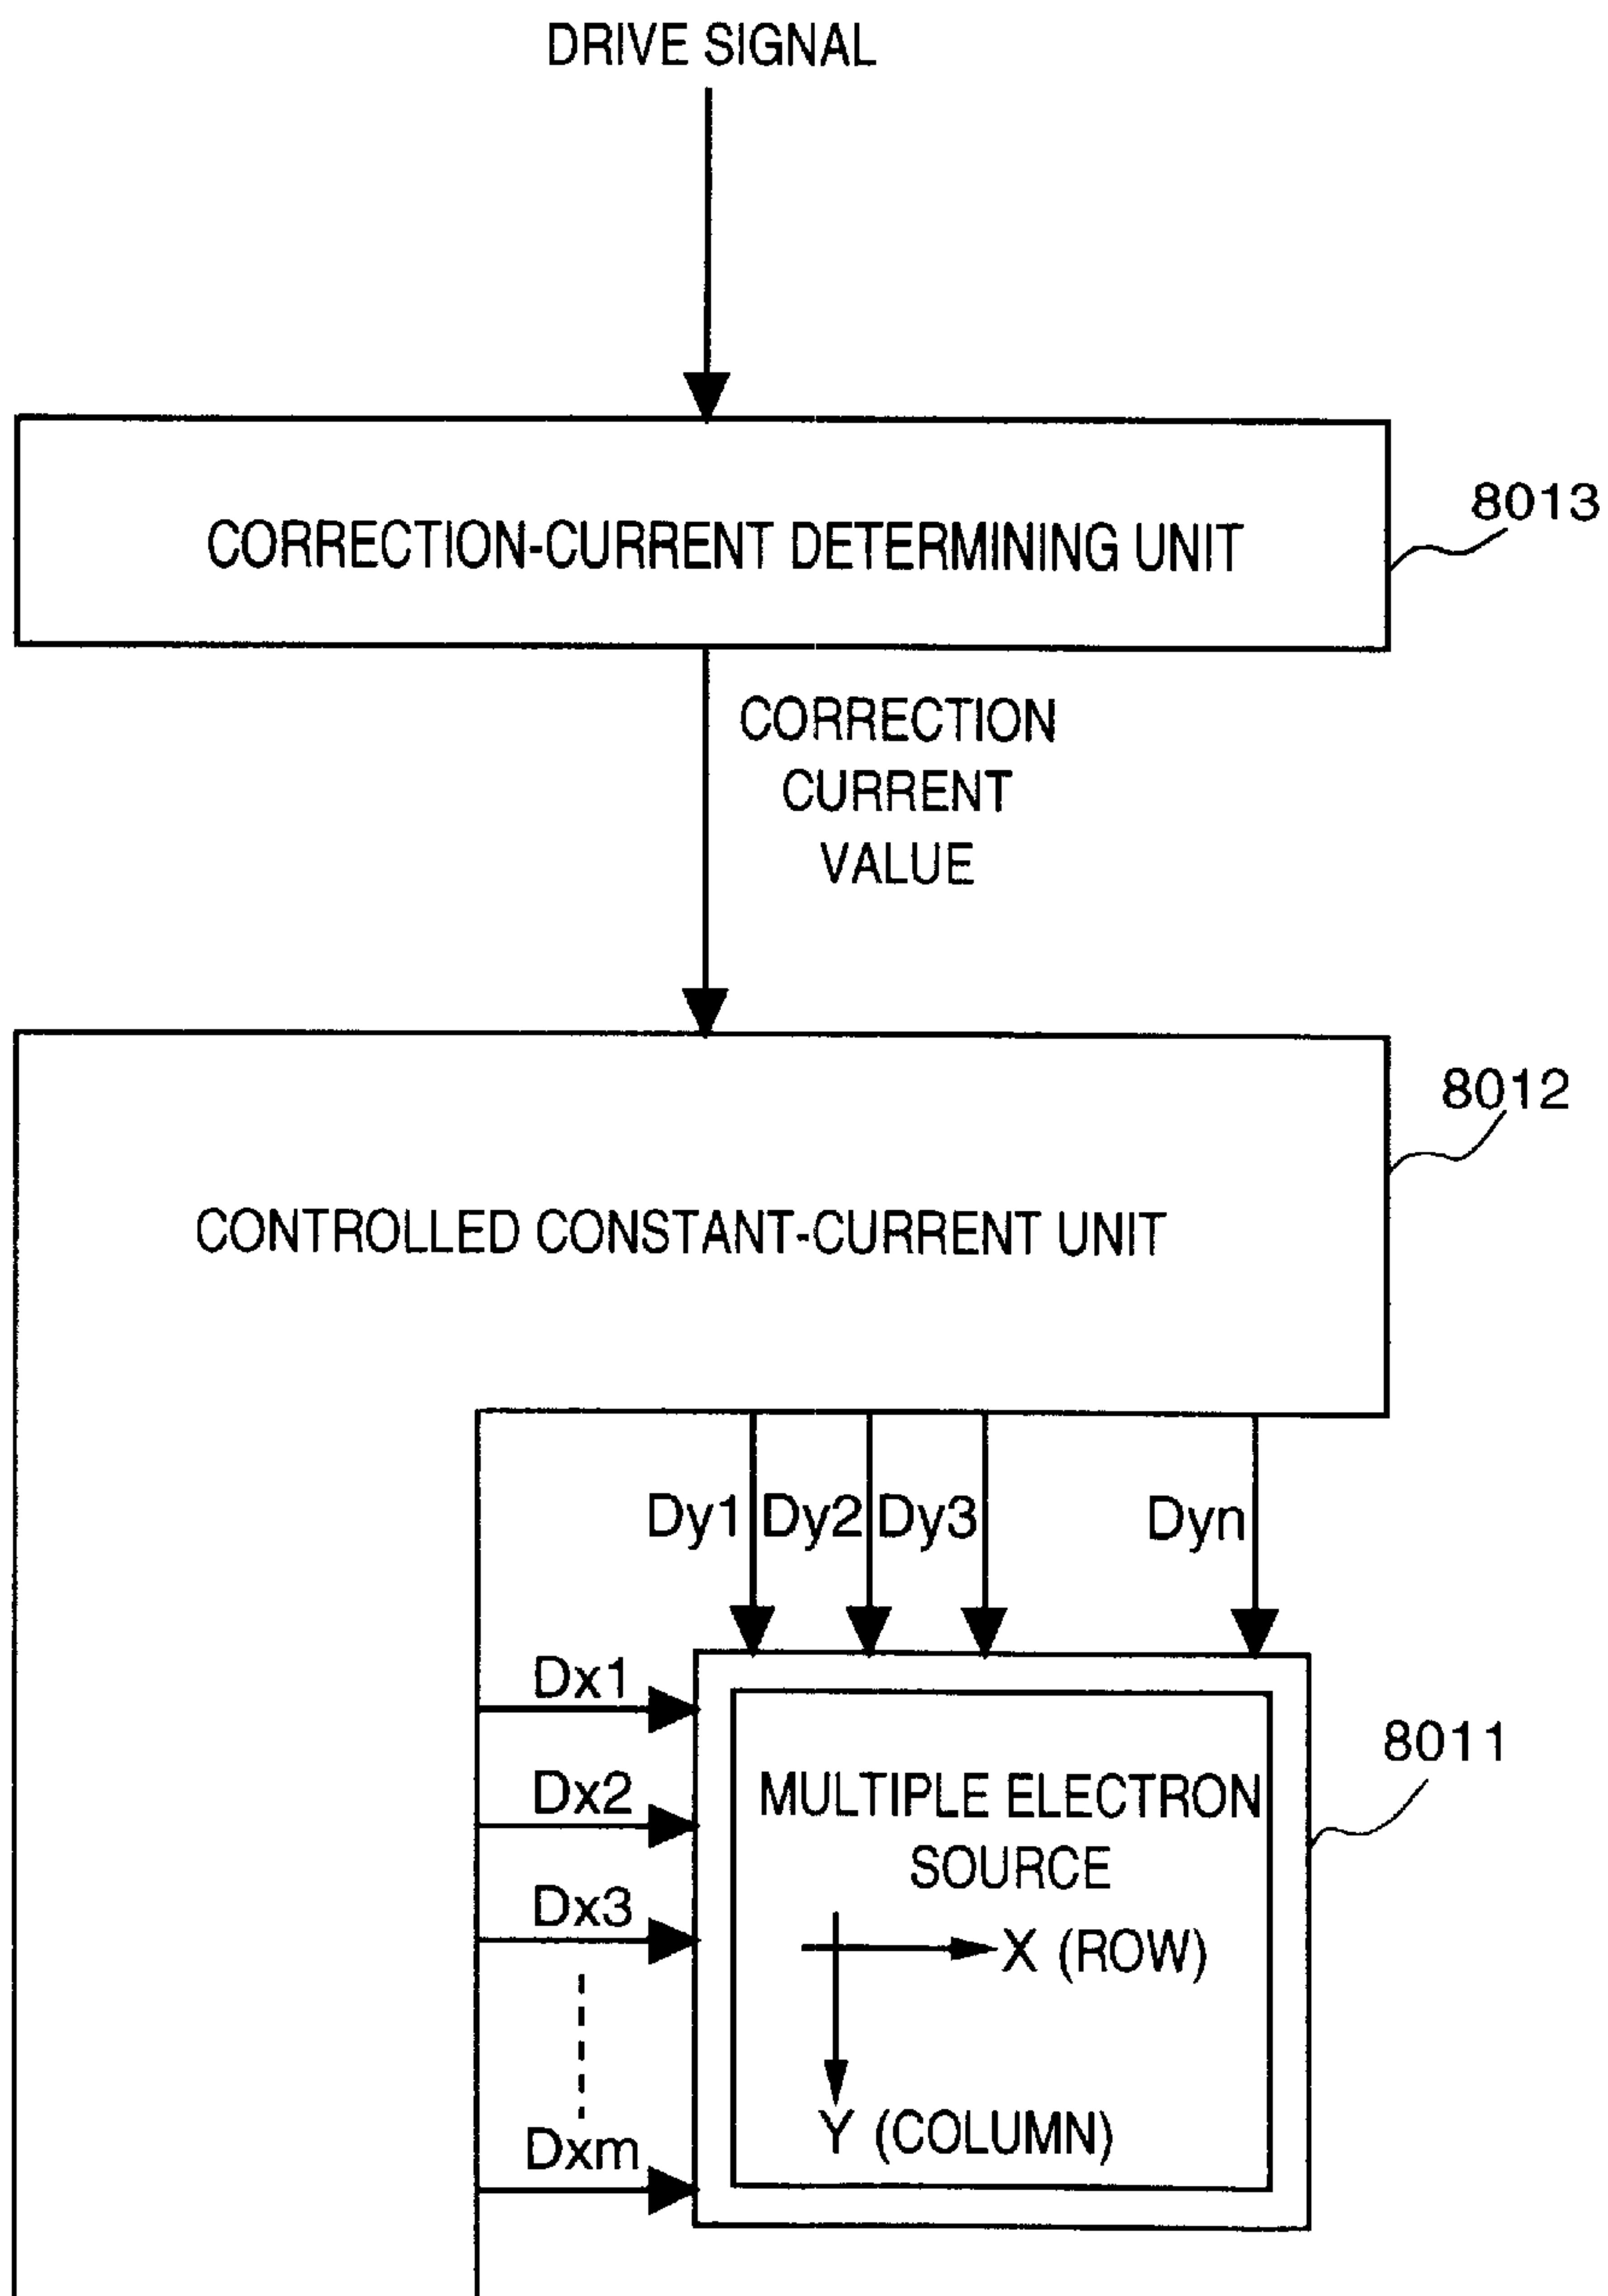 DRIVE SIGNAL
CORRECTION-CURRENT DETERMINING UNIT
8013
CORRECTION
CURRENT
VALUE
8012
CONTROLLED CONSTANT-CURRENT UNIT
Dy1 Dy2 Dy3 Dyn
Dx1
Dx2
Dx3
Dxm
8011
MULTIPLE ELECTRON
SOURCE
X (ROW)
Y (COLUMN)